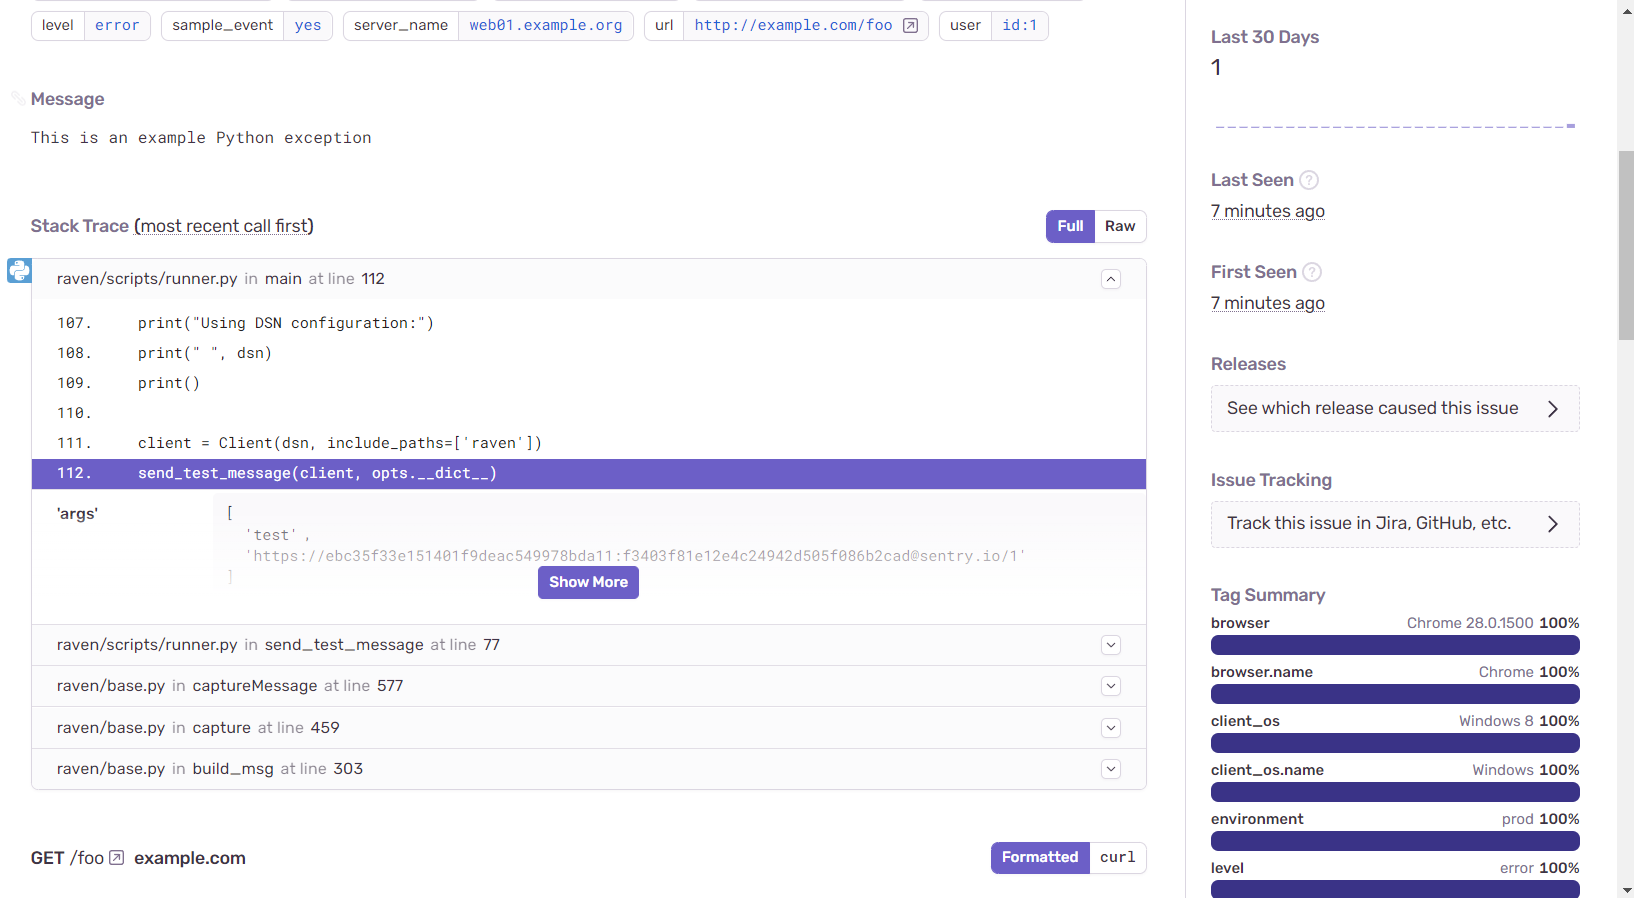 level error sample_event yes server_name web01.example.org url http://example.com/foo user id:1
Message
This is an example Python exception
Stack Trace (most recent call first)
Full Raw
raven/scripts/runner.py in main at line 112
107. print("Using DSN configuration:")
108. print(" ", dsn)
109. print()
110.
111. client = Client(dsn, include_paths=['raven'])
112. send_test_message(client, opts.__dict__)
'args'
[
'test' ,
'https://ebc35f33e151401f9deac549978bda11:f3403f81e12e4c24942d505f086b2cad@sentry.io/1'
]
Show More
raven/scripts/runner.py in send_test_message at line 77
raven/base.py in captureMessage at line 577
raven/base.py in capture at line 459
raven/base.py in build_msg at line 303
GET /foo example.com
Formatted curl
Last 30 Days
1
Last Seen ?
7 minutes ago
First Seen ?
7 minutes ago
Releases
See which release caused this issue
Issue Tracking
Track this issue in Jira, GitHub, etc.
Tag Summary
browser Chrome 28.0.1500 100%
browser.name Chrome 100%
client_os Windows 8 100%
client_os.name Windows 100%
environment prod 100%
level error 100%